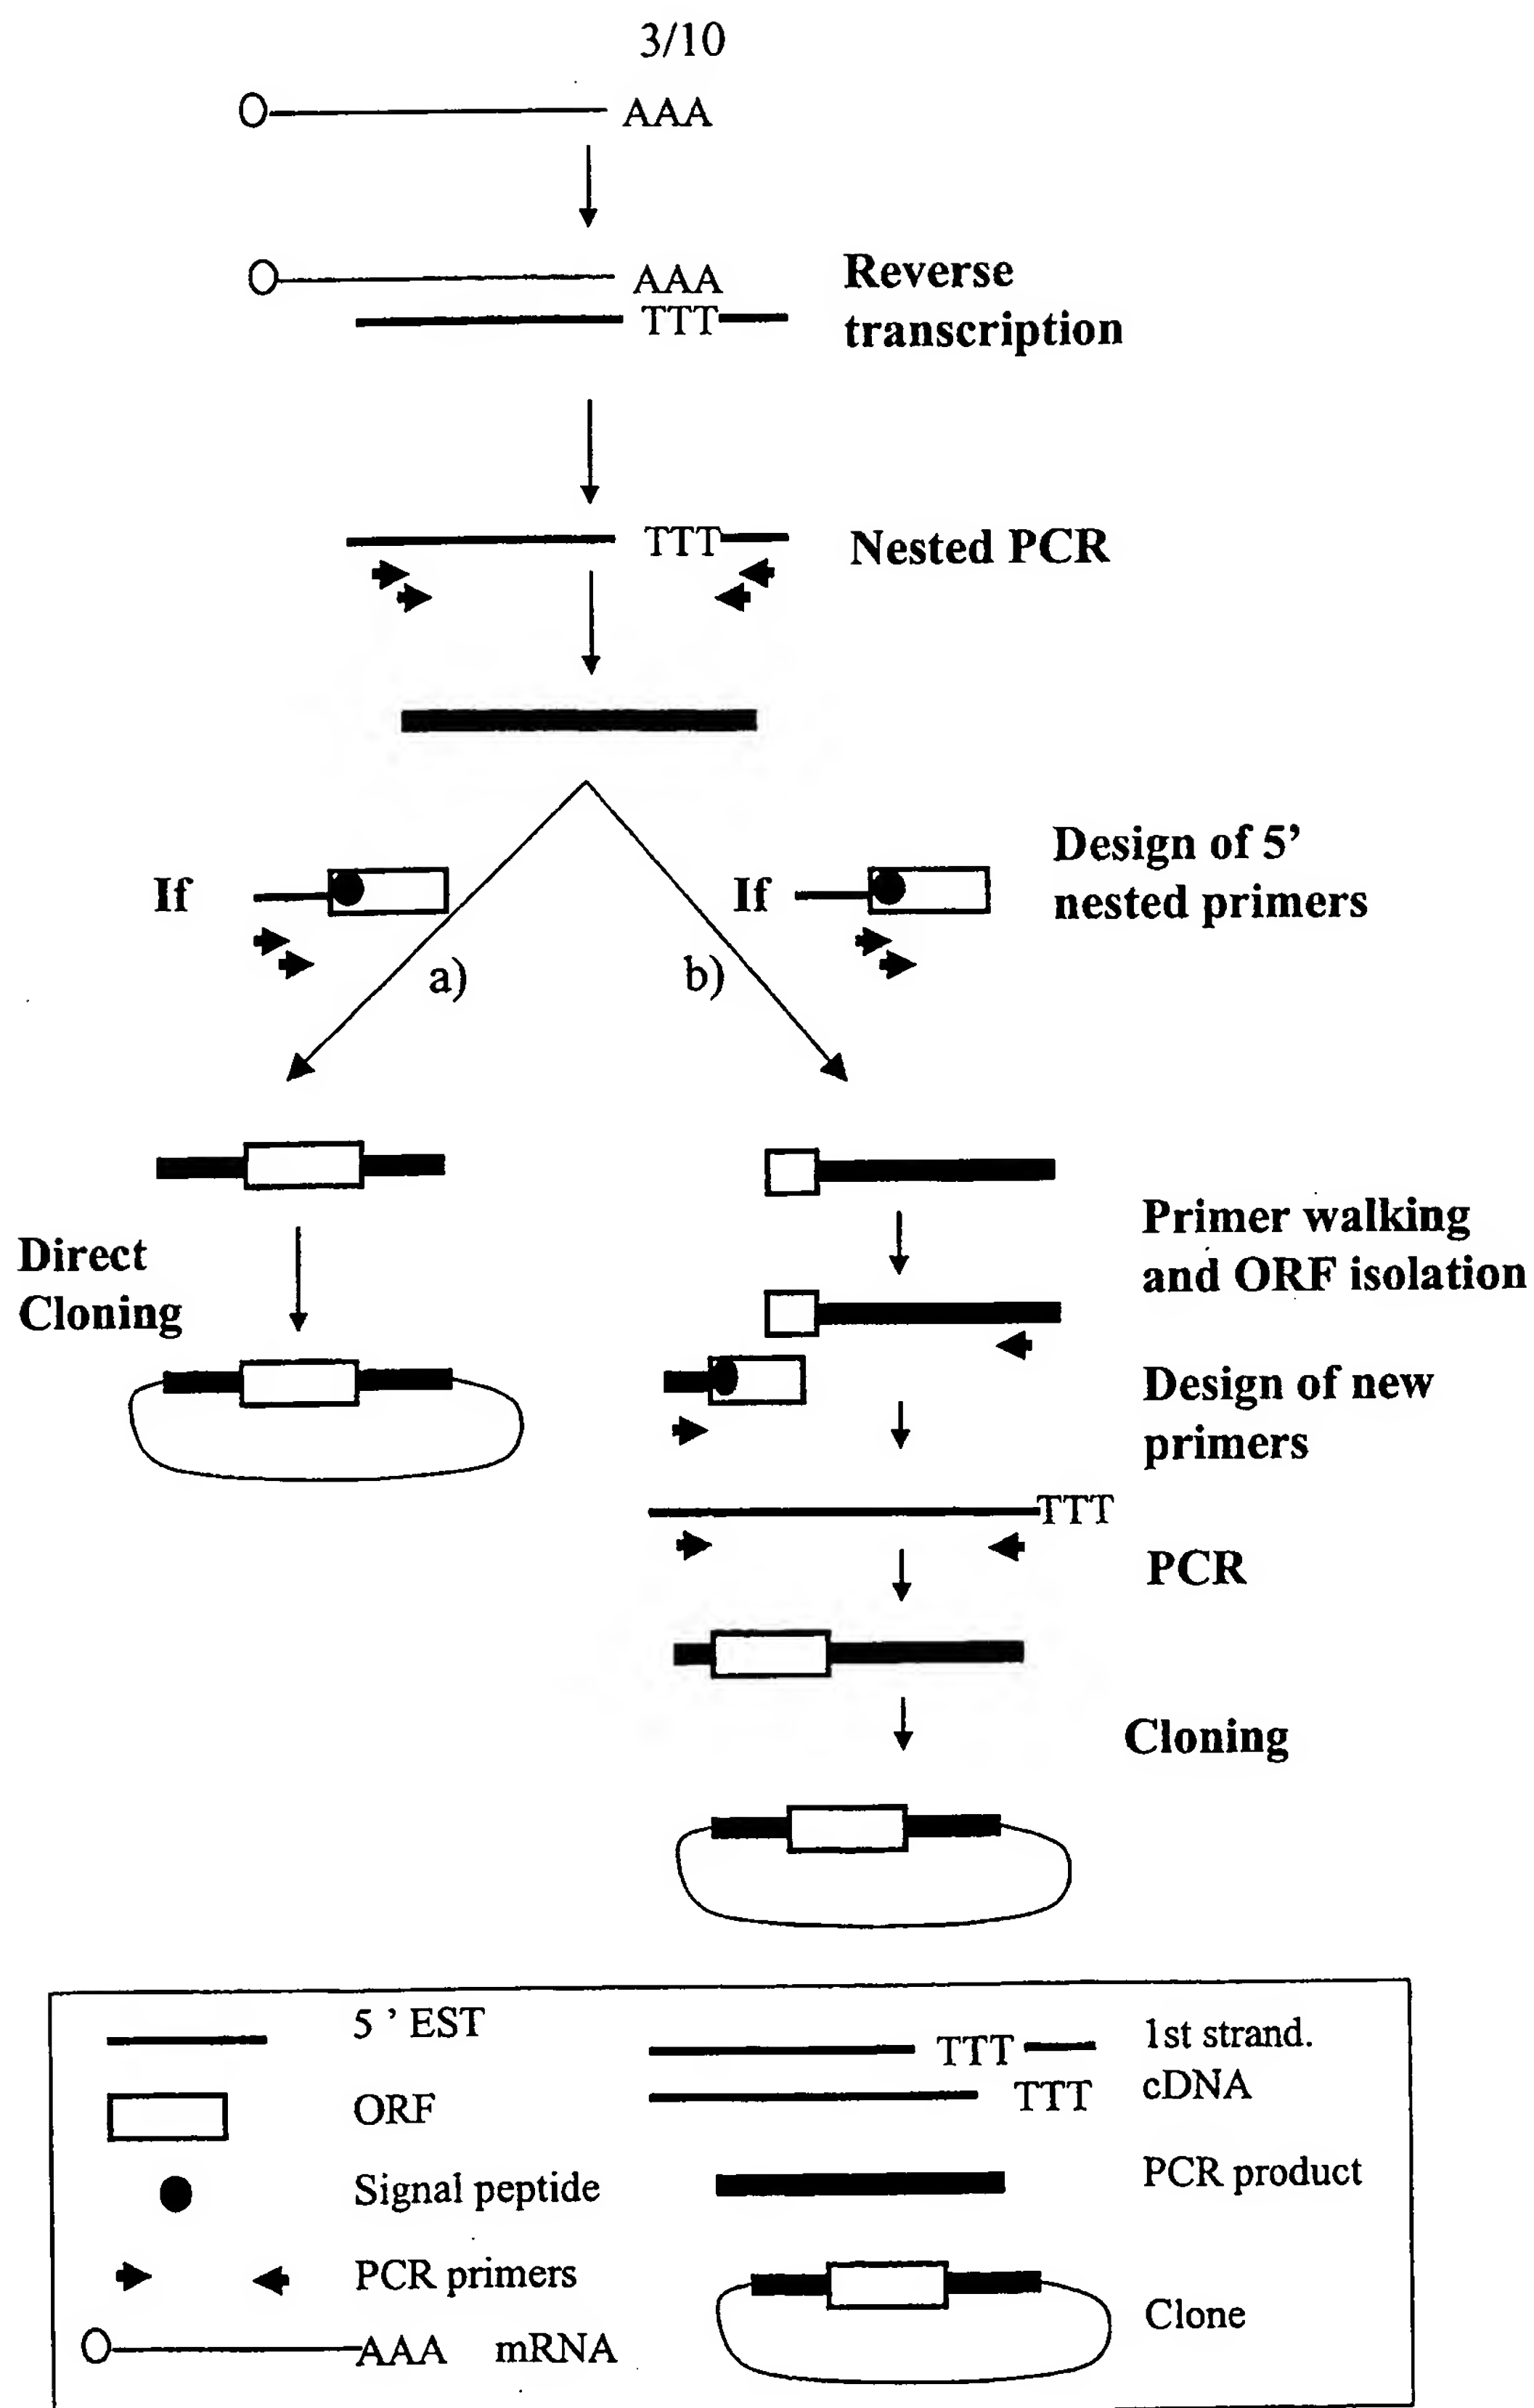 3/10
AAA
AAA
TTT
Reverse
transcription
TTT
Nested PCR
If
If
Design of 5’
nested primers
a)
b)
Direct
Cloning
Primer walking
and ORF isolation
Design of new
primers
TTT
PCR
Cloning
5 ’ EST
ORF
Signal peptide
PCR primers
AAA mRNA
TTT
TTT
1st strand.
cDNA
PCR product
Clone